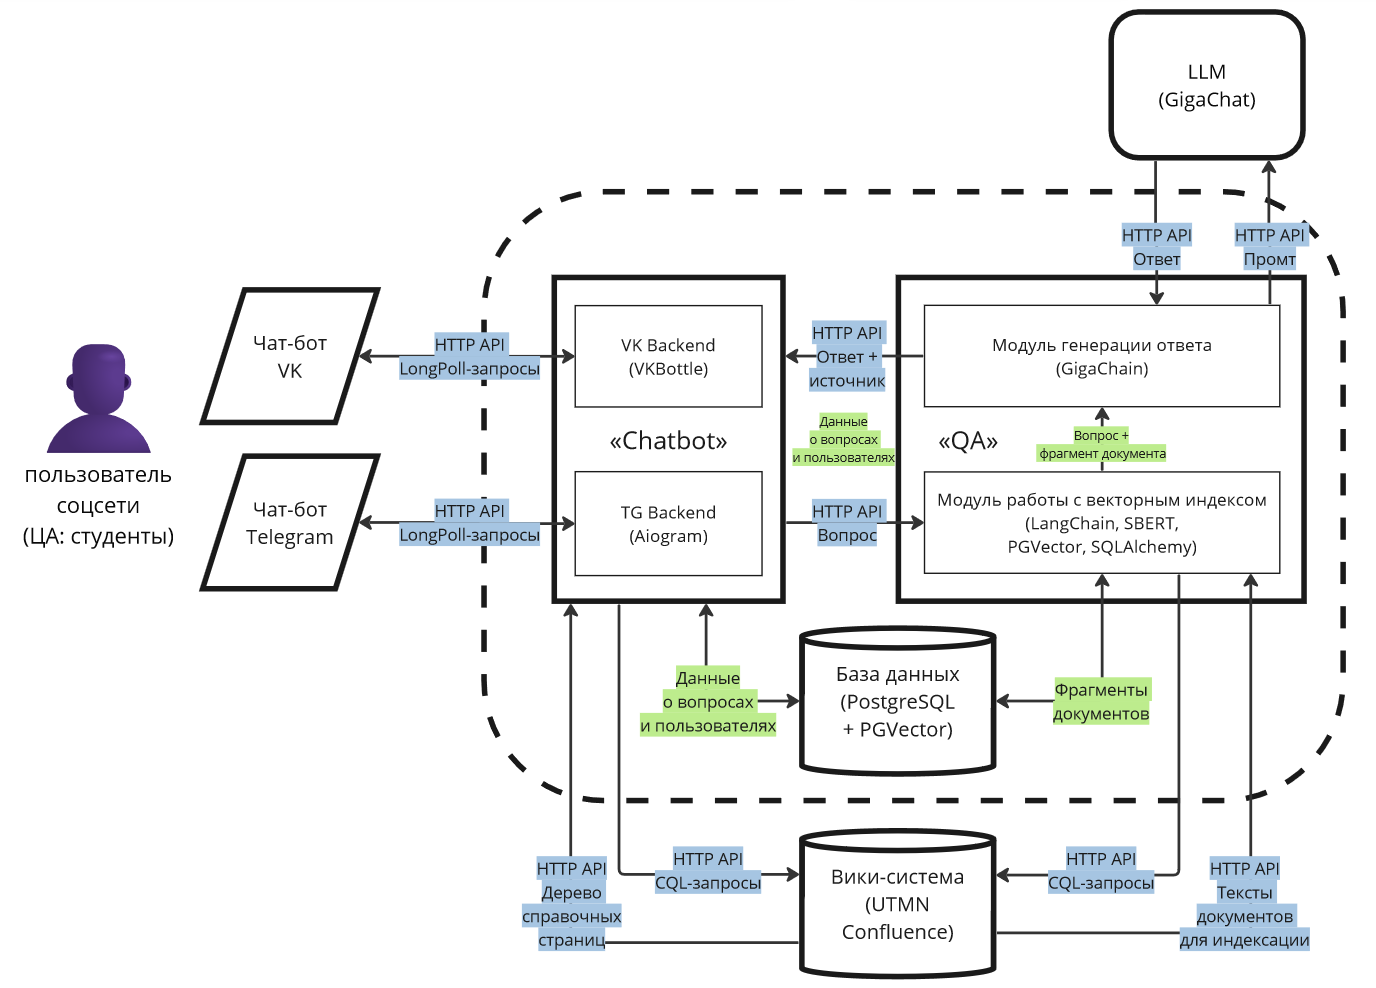 LLM
(GigaChat)
HTTP API
Ответ
HTTP API
Промт
Чат-бот
VK
HTTP API
LongPoll-запросы
VK Backend
(VKBottle)
HTTP API
Ответ +
источник
Модуль генерации ответа
(GigaChain)
«Chatbot»
Данные
о вопросах
и пользователях
«QA»
Вопрос +
фрагмент документа
пользователь
соцсети
(ЦА: студенты)
Чат-бот
Telegram
HTTP API
LongPoll-запросы
TG Backend
(Aiogram)
HTTP API
Вопрос
Модуль работы с векторным индексом
(LangChain, SBERT,
PGVector, SQLAlchemy)
Данные
о вопросах
и пользователях
База данных
(PostgreSQL
+ PGVector)
Фрагменты
документов
HTTP API
Дерево
справочных
страниц
HTTP API
CQL-запросы
Вики-система
(UTMN
Confluence)
HTTP API
CQL-запросы
HTTP API
Тексты
документов
для индексации